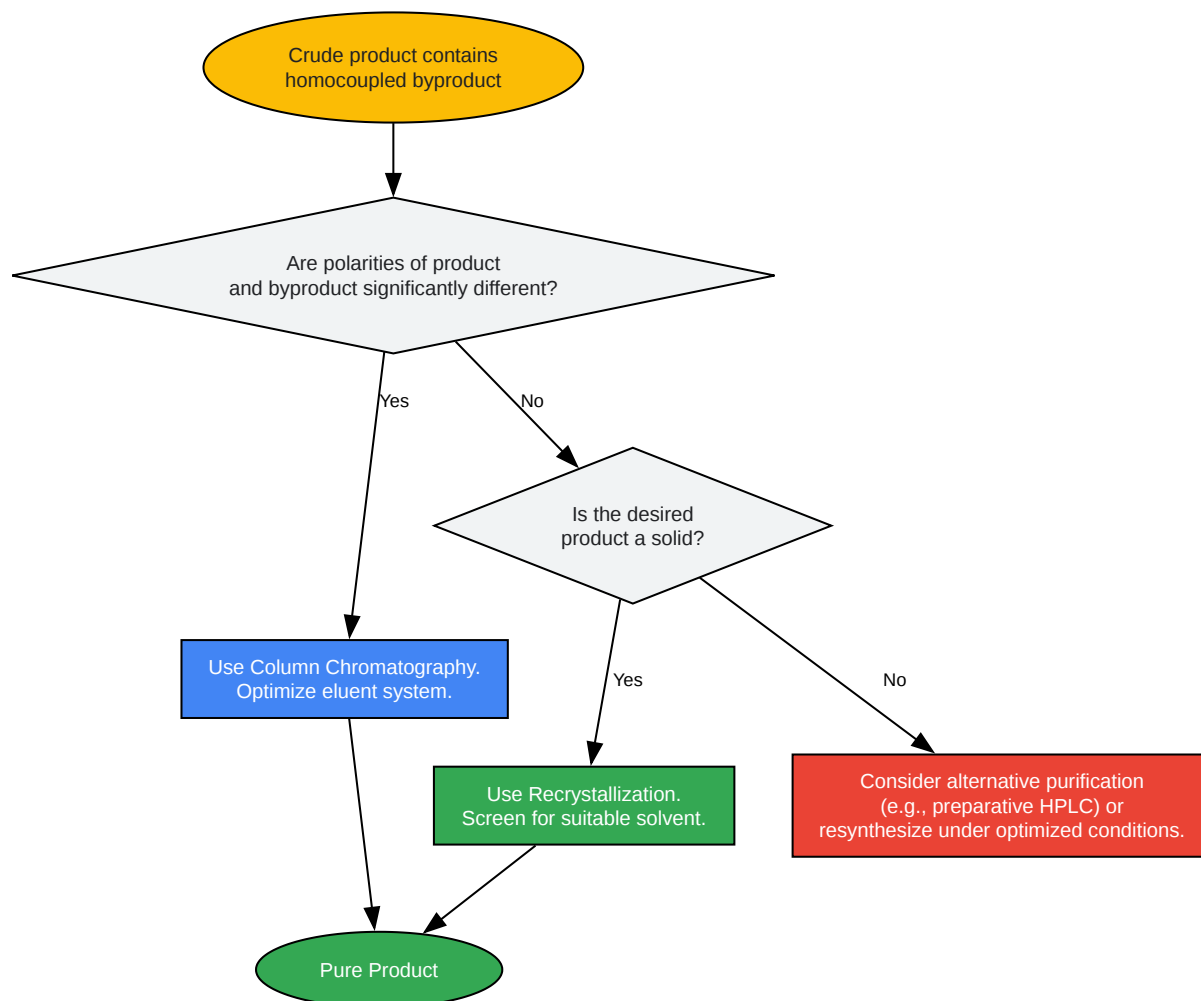 Crude product contains
homocoupled byproduct
Are polarities of product
and byproduct significantly different?
Yes
No
Is the desired
product a solid?
Use Column Chromatography.
Optimize eluent system.
Yes
No
Use Recrystallization.
Screen for suitable solvent.
Consider alternative purification
(e.g., preparative HPLC) or
resynthesize under optimized conditions.
Pure Product